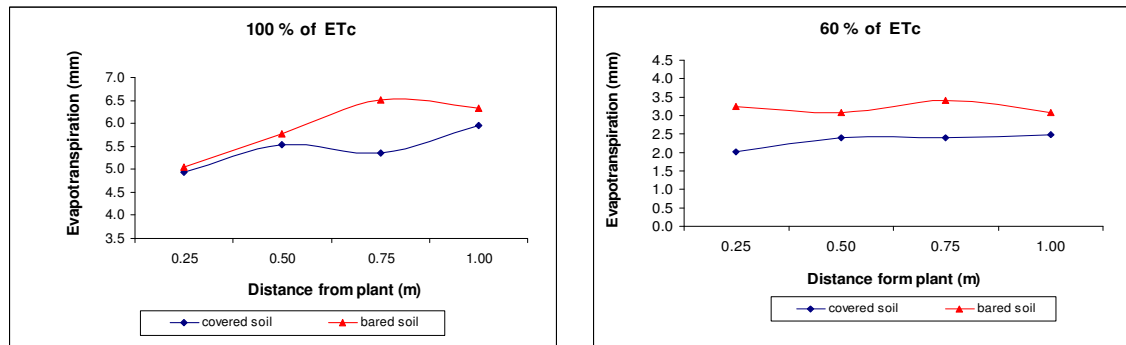 100 % of ETc
Evapotranspiration (mm)
7.0
6.5
6.0
5.5
5.0
4.5
4.0
3.5
0.25 0.50 0.75 1.00
Distance from plant (m)
covered soil bared soil
60 % of ETc
Evapotranspiration (mm)
4.5
4.0
3.5
3.0
2.5
2.0
1.5
1.0
0.5
0.0
0.25 0.50 0.75 1.00
Distance form plant (m)
covered soil bared soil